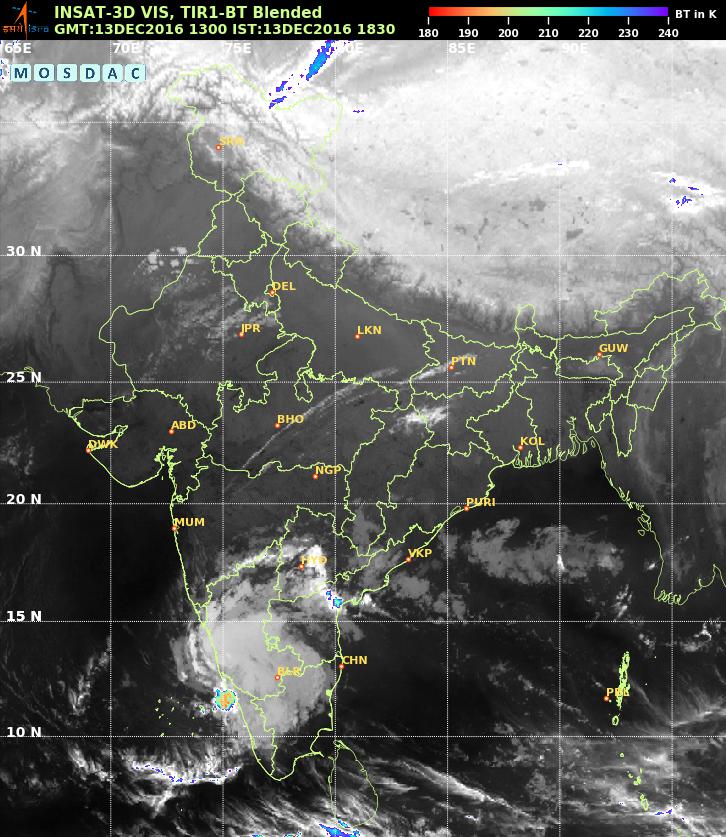 INSAT-3D VIS, TIR1-BT Blended
GMT:13DEC2016 1300 IST:13DEC2016 1830
BT in K
180 190 200 210 220 230 240
65E 70E 75E 80E 85E 90E
M O S D A C
SRN
30 N
DEL
JPR
LKN
GUW
PTN
25 N
BHO
ABD
DWK
KOL
NGP
20 N
PURI
MUM
VKP
HYD
15 N
CHN
BLR
PBL
10 N